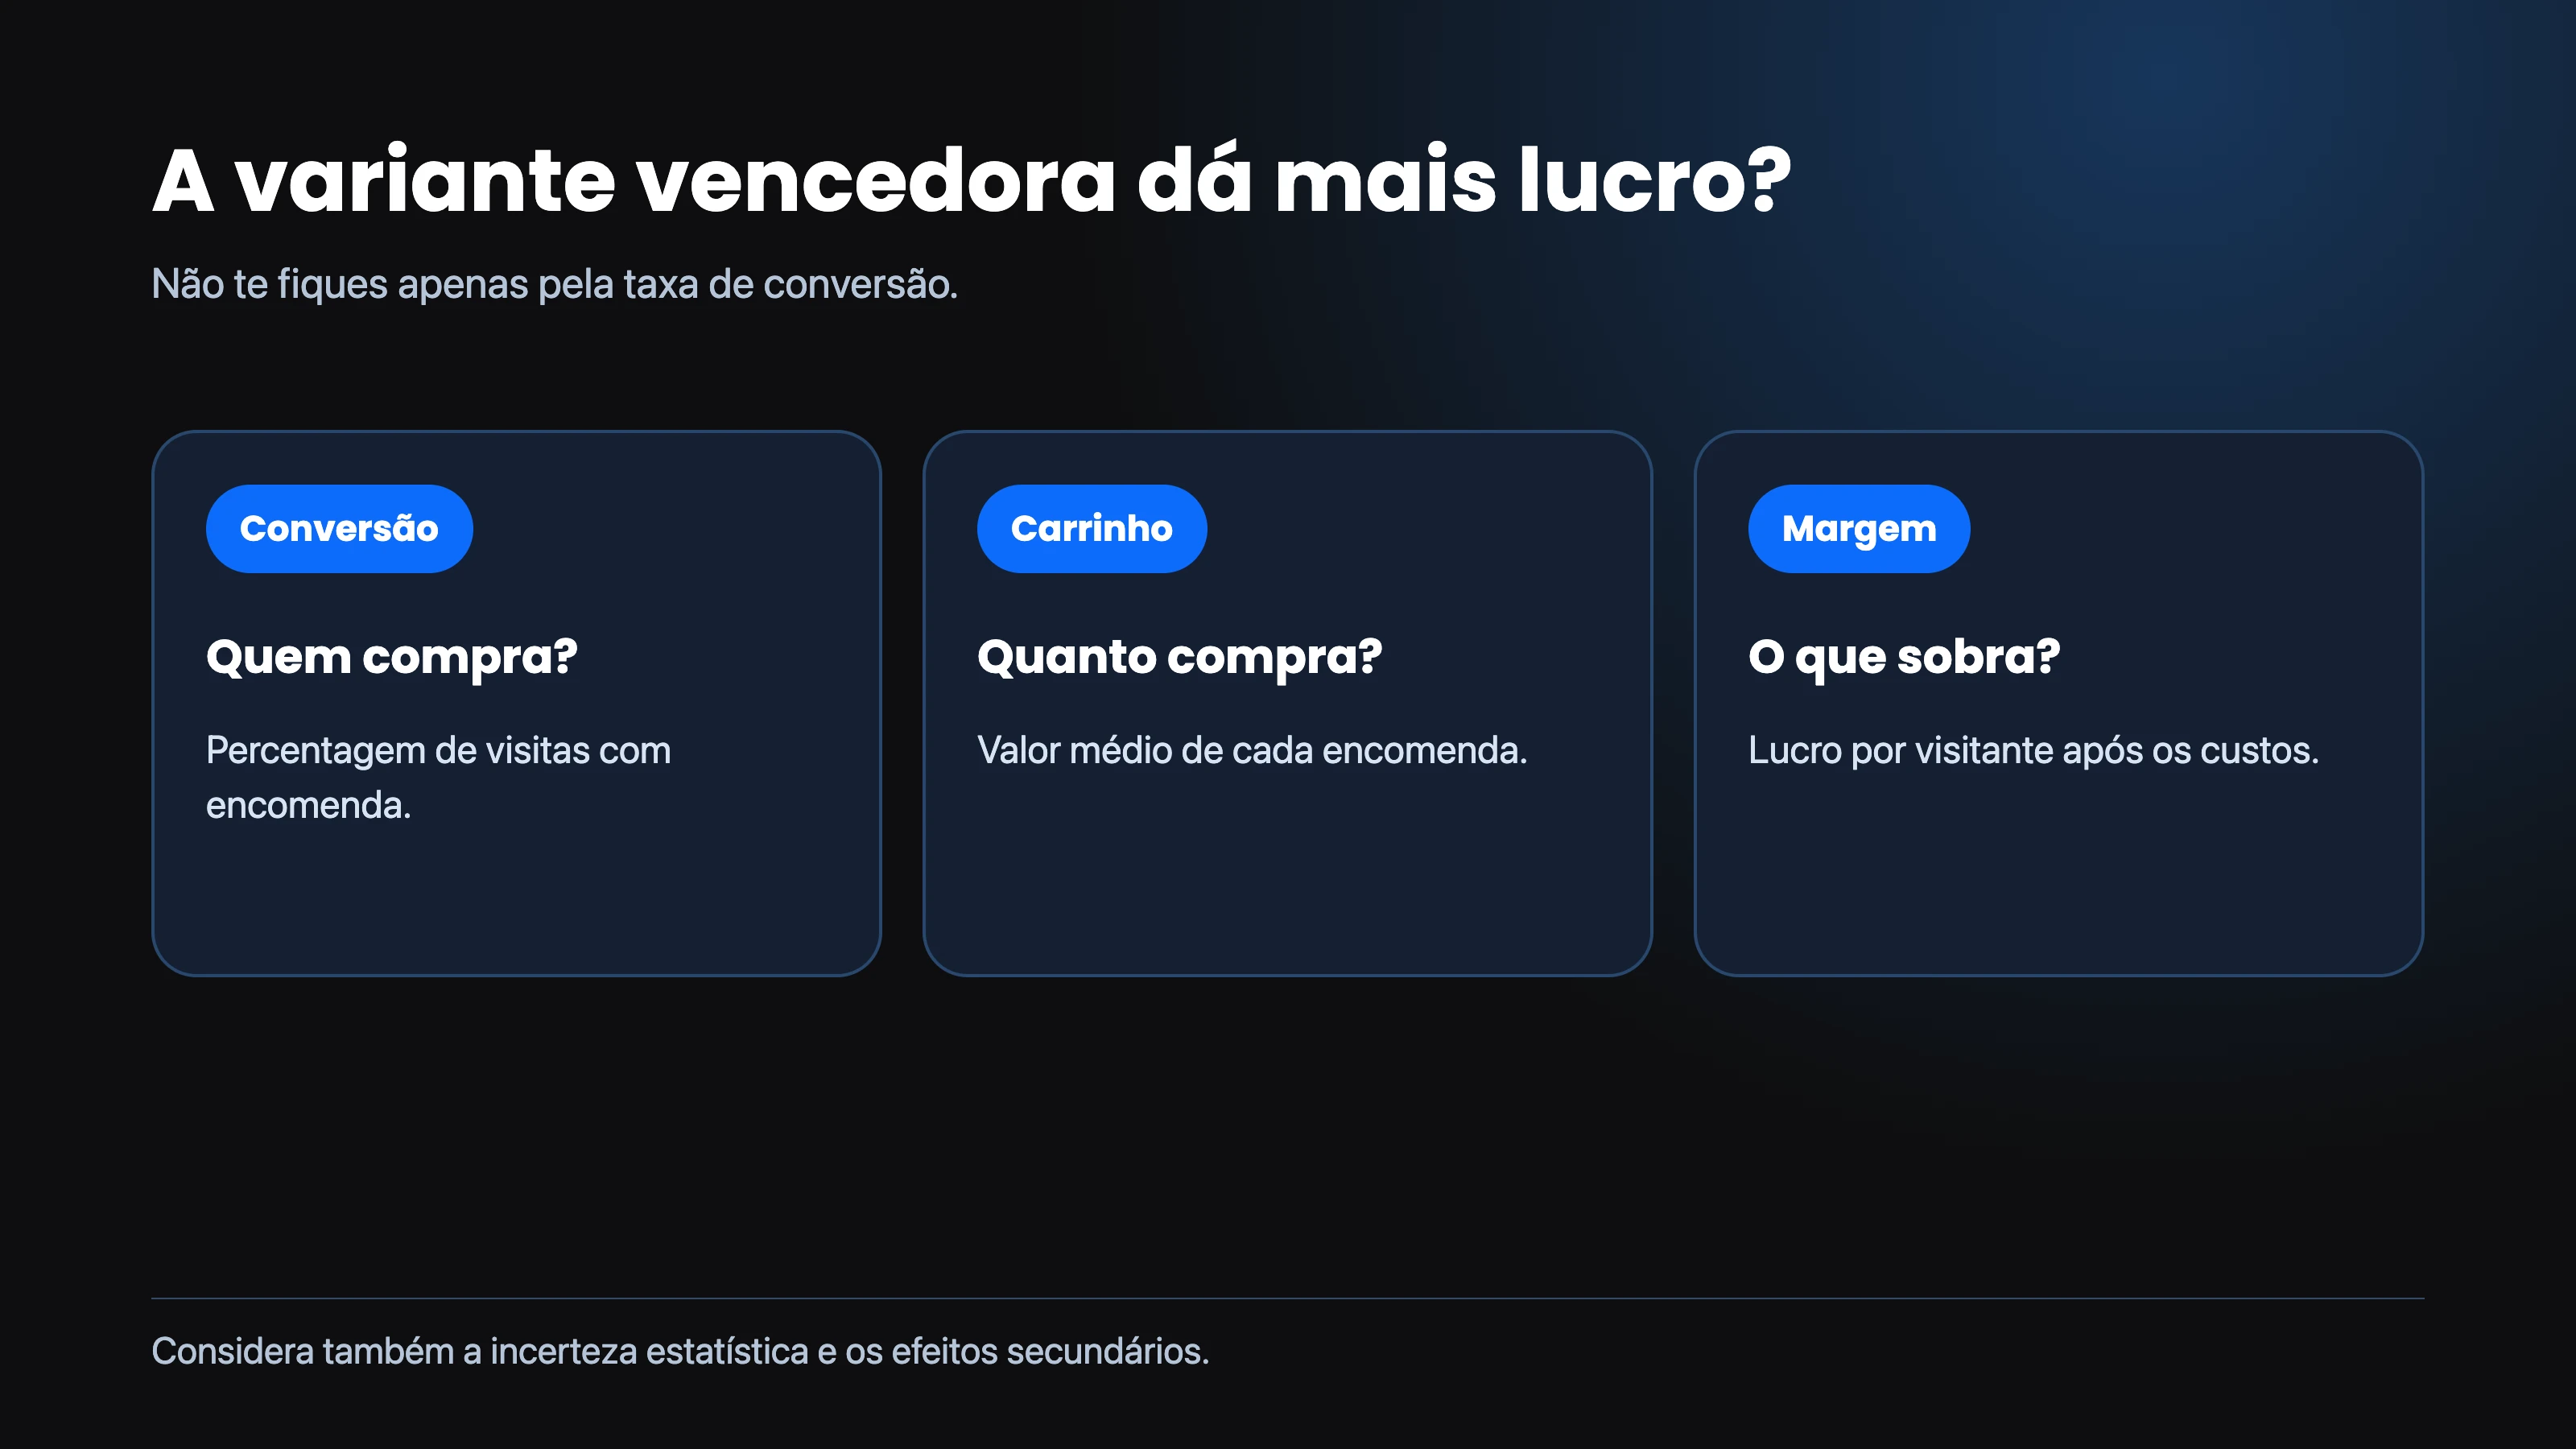 A variante vencedora dá mais lucro?
Não te fiques apenas pela taxa de conversão.
Conversão
Quem compra?
Percentagem de visitas com
encomenda.
Carrinho
Quanto compra?
Valor médio de cada encomenda.
Margem
O que sobra?
Lucro por visitante após os custos.
Considera também a incerteza estatística e os efeitos secundários.